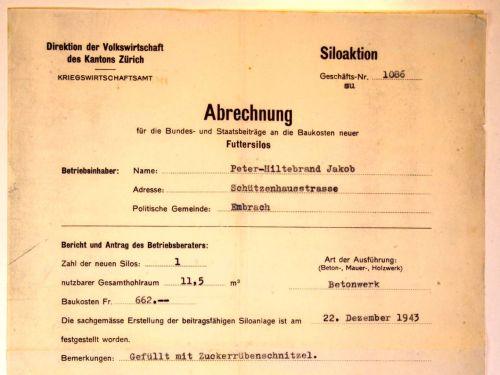 Direktion der Volkswirtschaft
des Kantons Zürich
KRIEGSWIRTSCHAFTSAMT
Siloaktion
Geschäfts-Nr. 1086
su
Abrechnung
für die Bundes- und Staatsbeiträge an die Baukosten neuer
Futtersilos
Betriebsinhaber: Name: Peter-Hiltebrand Jakob
Adresse: Schützenhausstrasse
Politische Gemeinde: Embrach
Bericht und Antrag des Betriebsberaters:
Zahl der neuen Silos: 1
Art der Ausführung:
(Beton-, Mauer-, Holzwerk)
nutzbarer Gesamthohlraum 11,5 m³
Betonwerk
Baukosten Fr. 662,--
Die sachgemässe Erstellung der beitragsfähigen Siloanlage ist am 22. Dezember 1943
festgestellt worden.
Bemerkungen: Gefüllt mit Zuckerrübenschnitzel.